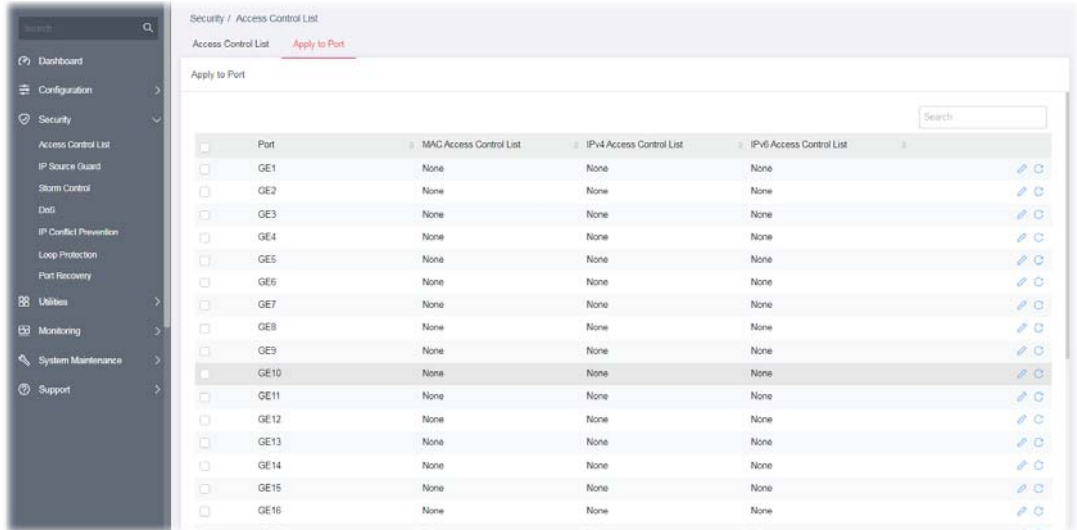 Search
Dashboard
Configuration
Security
Access Control List
IP Source Guard
Storm Control
DoS
IP Conflict Prevention
Loop Protection
Port Recovery
Utilities
Monitoring
System Maintenance
Support
Security / Access Control List
Access Control List Apply to Port
Apply to Port
Search
Port MAC Access Control List IPv4 Access Control List IPv6 Access Control List
GE1 None None None
GE2 None None None
GE3 None None None
GE4 None None None
GE5 None None None
GE6 None None None
GE7 None None None
GE8 None None None
GE9 None None None
GE10 None None None
GE11 None None None
GE12 None None None
GE13 None None None
GE14 None None None
GE15 None None None
GE16 None None None